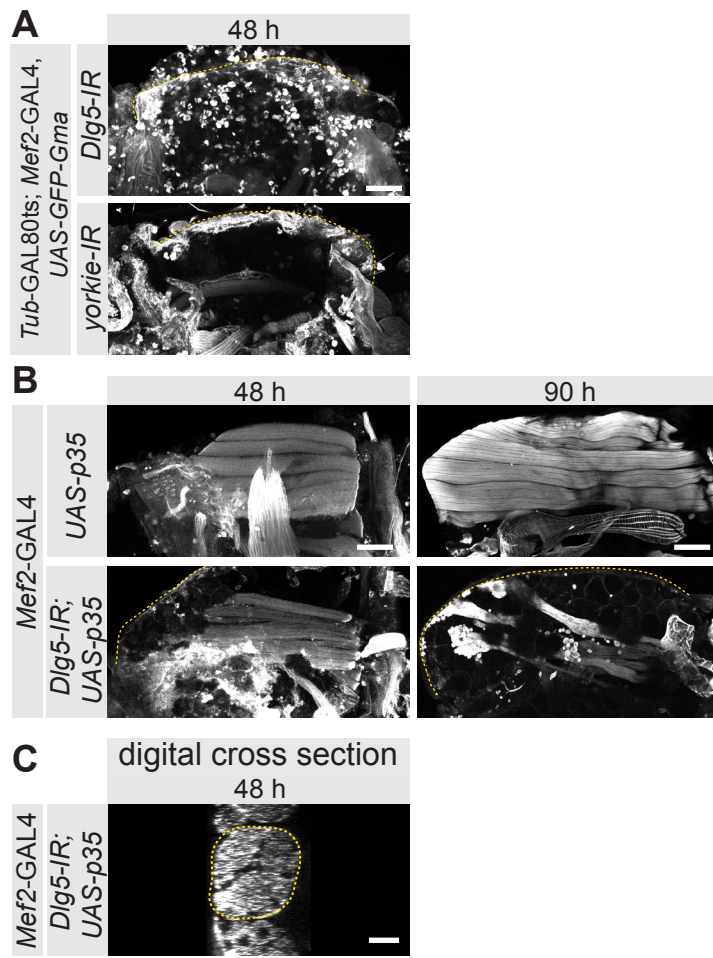 A
48 h
Tub-GAL80ts; Mef2-GAL4,
UAS-GFP-Gma
Dlg5-IR
yorkie-IR
B
48 h
90 h
Mef2-GAL4
UAS-p35
Dlg5-IR;
UAS-p35
C
digital cross section
48 h
Mef2-GAL4
Dlg5-IR;
UAS-p35